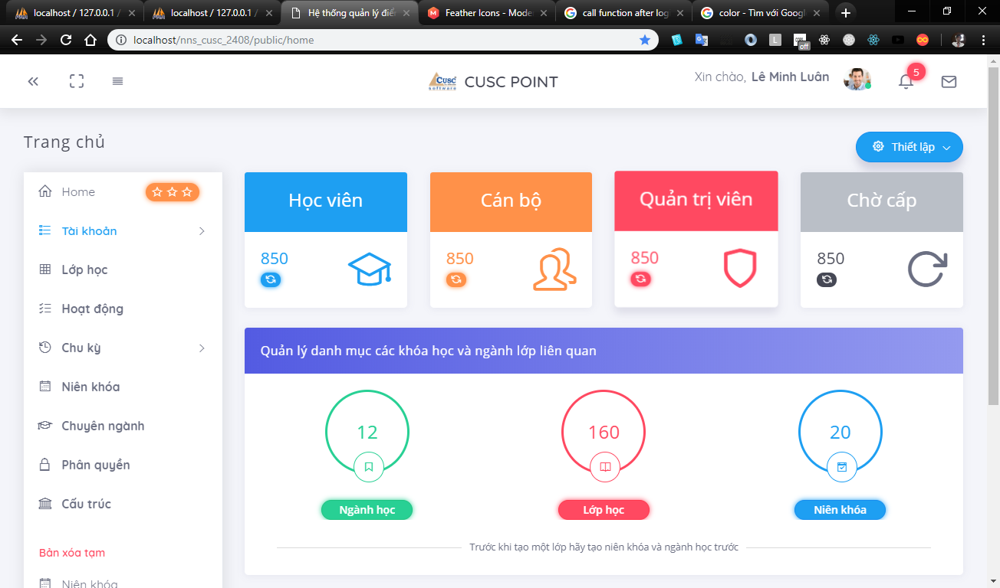 localhost / 127.0.0.1 /
localhost / 127.0.0.1 /
Hệ thống quản lý điể
Feather Icons - Mode
call function after log
color - Tìm với Googl
localhost/nns_cusc_2408/public/home
off
Cusc
software
CUSC POINT
Xin chào, Lê Minh Luân
5
Trang chủ
Thiết lập
Home
Tài khoản
Lớp học
Hoạt động
Chu kỳ
Niên khóa
Chuyên ngành
Phân quyền
Cấu trúc
Bản xóa tạm
Niên khóa
Học viên
850
Cán bộ
850
Quản trị viên
850
Chờ cấp
850
Quản lý danh mục các khóa học và ngành lớp liên quan
12
Ngành học
160
Lớp học
20
Niên khóa
Trước khi tạo một lớp hãy tạo niên khóa và ngành học trước